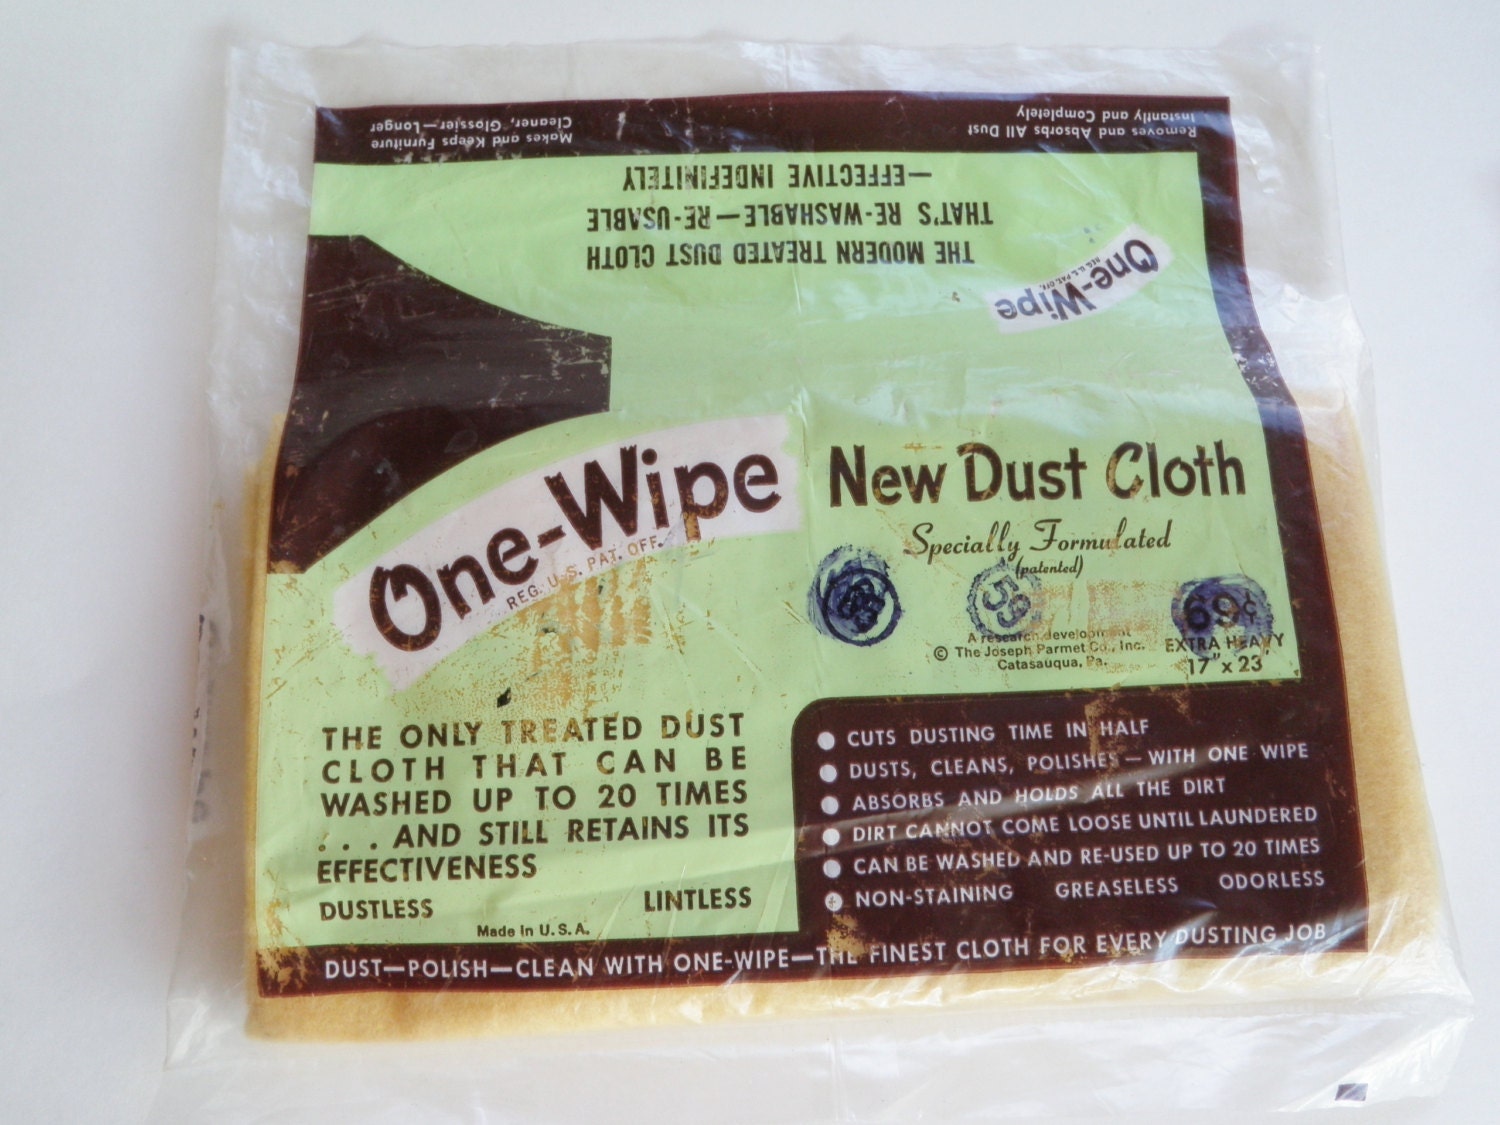 Removes and Absorbs All Dust
Instantly and Completely
Makes and Keeps Furniture
Cleaner, Glossier—Longer
THE MODERN TREATED DUST CLOTH
THAT'S RE-WASHABLE—RE-USABLE
—EFFECTIVE INDEFINITELY
One-Wipe
REG. U.S. PAT. OFF.
One-Wipe
REG. U.S. PAT. OFF.
New Dust Cloth
Specially Formulated
(patented)
59
69¢
A research development
© The Joseph Parmet Co., Inc.
Catasauqua, Pa.
EXTRA HEAVY
17" x 23"
THE ONLY TREATED DUST
CLOTH THAT CAN BE
WASHED UP TO 20 TIMES
. . . AND STILL RETAINS ITS
EFFECTIVENESS
DUSTLESS LINTLESS
Made In U.S.A.
CUTS DUSTING TIME IN HALF
DUSTS, CLEANS, POLISHES—WITH ONE WIPE
ABSORBS AND HOLDS ALL THE DIRT
DIRT CANNOT COME LOOSE UNTIL LAUNDERED
CAN BE WASHED AND RE-USED UP TO 20 TIMES
NON-STAINING GREASELESS ODORLESS
DUST—POLISH—CLEAN WITH ONE-WIPE—THE FINEST CLOTH FOR EVERY DUSTING JOB